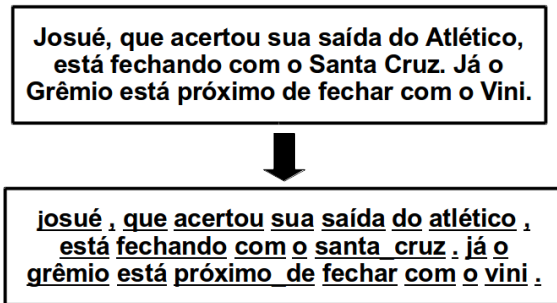 Josué, que acertou sua saída do Atlético,
está fechando com o Santa Cruz. Já o
Grêmio está próximo de fechar com o Vini.
josué , que acertou sua saída do atlético ,
está fechando com o santa_cruz . já o
grêmio está próximo_de fechar com o vini .